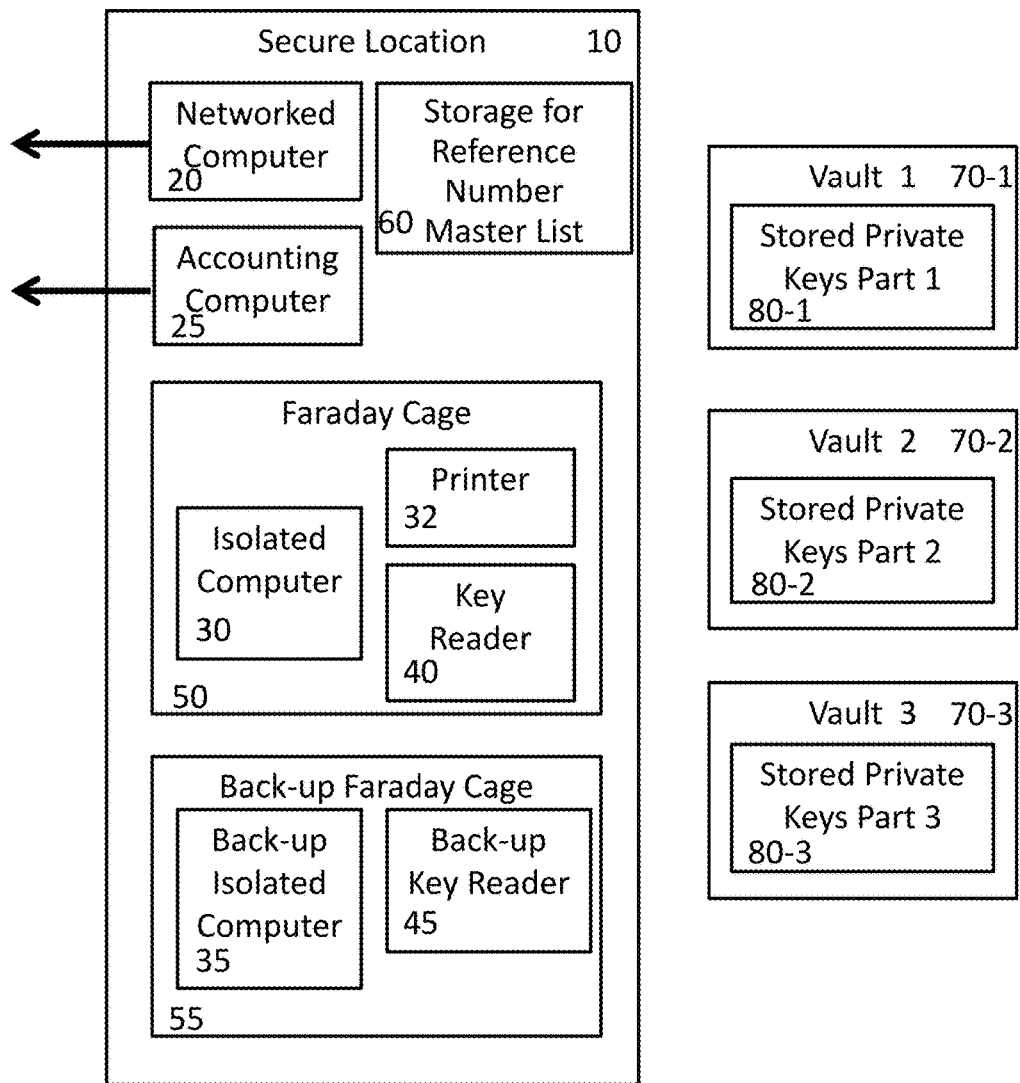 Secure Location 10
Networked
Computer
20
Storage for
Reference
Number
60 Master List
Accounting
Computer
25
Faraday Cage
Printer
32
Isolated
Computer
30
Key
Reader
40
50
Back-up Faraday Cage
Back-up
Isolated
Computer
35
Back-up
Key Reader
45
55
Vault 1 70-1
Stored Private
Keys Part 1
80-1
Vault 2 70-2
Stored Private
Keys Part 2
80-2
Vault 3 70-3
Stored Private
Keys Part 3
80-3